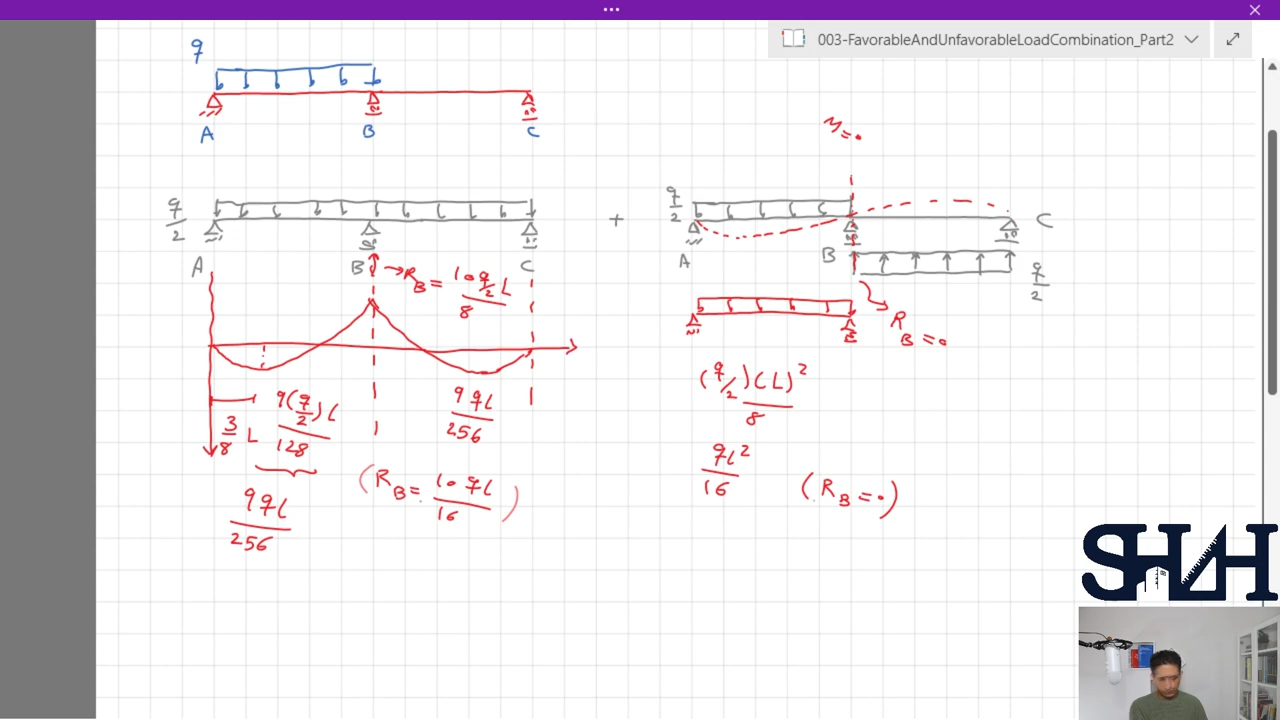 003-FavorableAndUnfavorableLoadCombination_Part2
q
A B C
M=0
q/2
+
q/2
A B C
A B C
q/2
→R_B = 10 q/2 L / 8
R_B = 0
3/8 L
9(q/2)L / 128
9qL / 256
(q/2)(L)² / 8
9qL / 256
(R_B = 10qL / 16)
qL² / 16
(R_B = 0)
SHZH